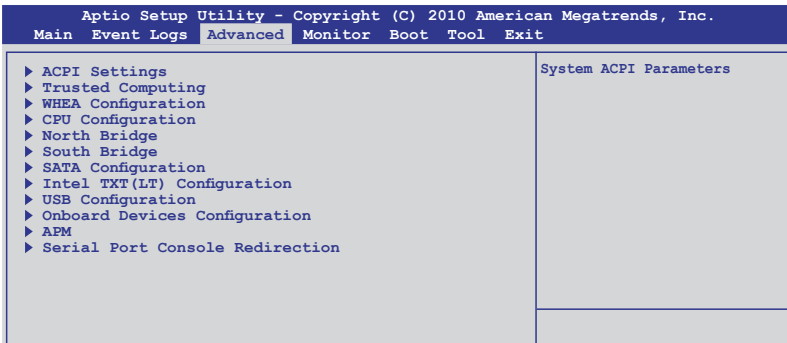 Aptio Setup Utility - Copyright (C) 2010 American Megatrends, Inc.
Main Event Logs Advanced Monitor Boot Tool Exit
ACPI Settings
Trusted Computing
WHEA Configuration
CPU Configuration
North Bridge
South Bridge
SATA Configuration
Intel TXT(LT) Configuration
USB Configuration
Onboard Devices Configuration
APM
Serial Port Console Redirection
System ACPI Parameters